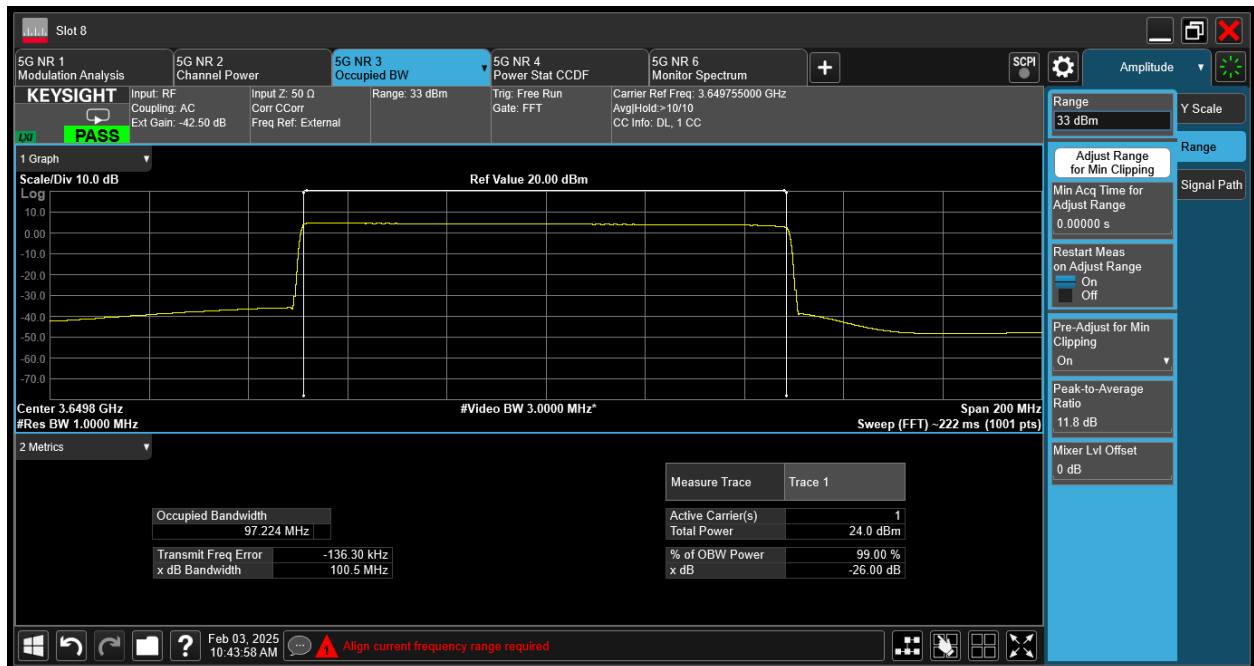 Slot 8
5G NR 1
Modulation Analysis
5G NR 2
Channel Power
5G NR 3
Occupied BW
5G NR 4
Power Stat CCDF
5G NR 6
Monitor Spectrum
SCPI
Amplitude
KEYSIGHT
LXI
PASS
Input: RF
Coupling: AC
Ext Gain: -42.50 dB
Input Z: 50 Ω
Corr CCorr
Freq Ref: External
Range: 33 dBm
Trig: Free Run
Gate: FFT
Carrier Ref Freq: 3.649755000 GHz
Avg|Hold:>10/10
CC Info: DL, 1 CC
1 Graph
Scale/Div 10.0 dB
Ref Value 20.00 dBm
Log
10.0
0.00
-10.0
-20.0
-30.0
-40.0
-50.0
-60.0
-70.0
Center 3.6498 GHz
#Video BW 3.0000 MHz*
Span 200 MHz
#Res BW 1.0000 MHz
Sweep (FFT) ~222 ms (1001 pts)
2 Metrics
Measure Trace
Trace 1
Occupied Bandwidth
97.224 MHz
Active Carrier(s)
1
Total Power
24.0 dBm
Transmit Freq Error
-136.30 kHz
% of OBW Power
99.00 %
x dB Bandwidth
100.5 MHz
x dB
-26.00 dB
Range
33 dBm
Adjust Range
for Min Clipping
Min Acq Time for
Adjust Range
0.00000 s
Restart Meas
on Adjust Range
On
Off
Pre-Adjust for Min
Clipping
On
Peak-to-Average
Ratio
11.8 dB
Mixer Lvl Offset
0 dB
Y Scale
Range
Signal Path
?
Feb 03, 2025
10:43:58 AM
1
Align current frequency range required